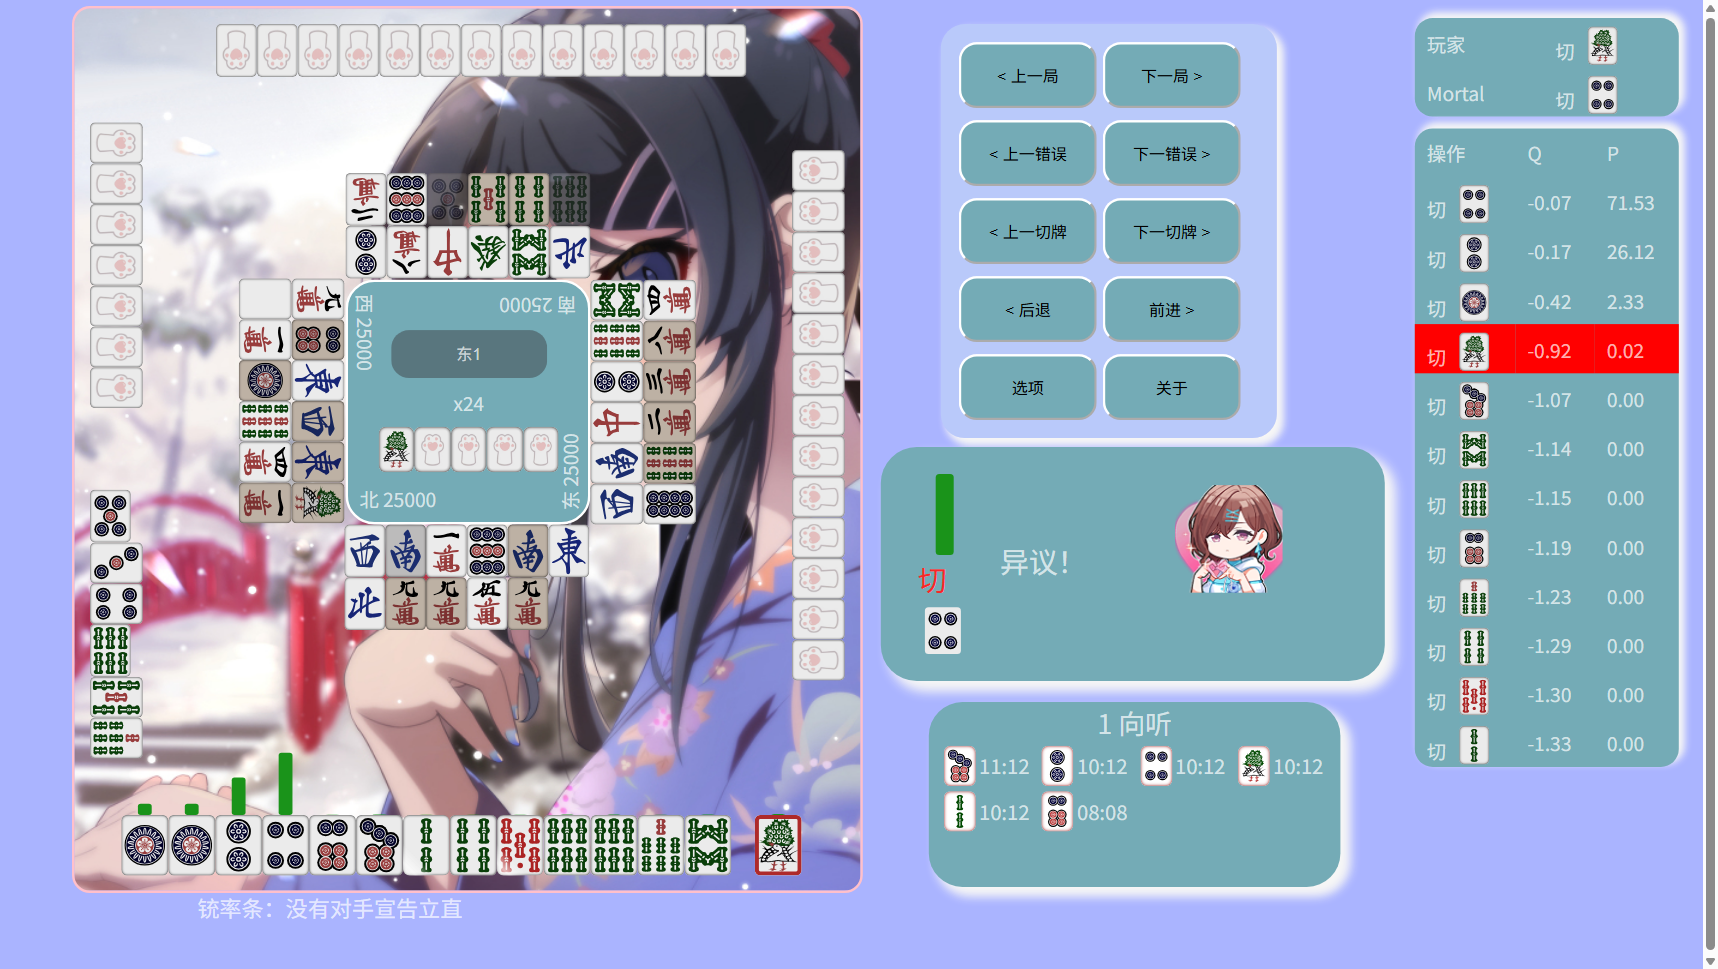 西 25000
南 25000
东1
x24
北 25000
东 25000
铳率条：没有对手宣告立直
< 上一局
下一局 >
< 上一错误
下一错误 >
< 上一切牌
下一切牌 >
< 后退
前进 >
选项
关于
切
异议！
1 向听
11:12
10:12
10:12
10:12
10:12
08:08
玩家 切
Mortal 切
操作 Q P
切 -0.07 71.53
切 -0.17 26.12
切 -0.42 2.33
切 -0.92 0.02
切 -1.07 0.00
切 -1.14 0.00
切 -1.15 0.00
切 -1.19 0.00
切 -1.23 0.00
切 -1.29 0.00
切 -1.30 0.00
切 -1.33 0.00